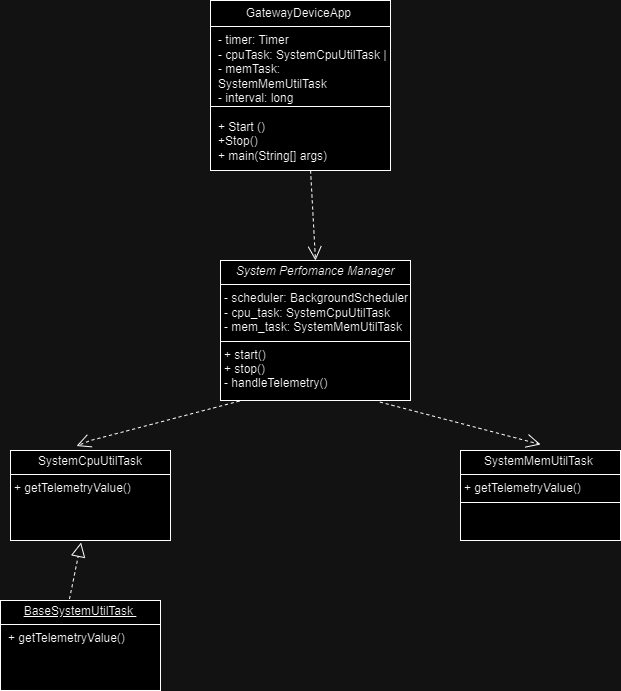 GatewayDeviceApp
- timer: Timer
- cpuTask: SystemCpuUtilTask |
- memTask:
SystemMemUtilTask
- interval: long
+ Start ()
+Stop()
+ main(String[] args)
System Perfomance Manager
- scheduler: BackgroundScheduler
- cpu_task: SystemCpuUtilTask
- mem_task: SystemMemUtilTask
+ start()
+ stop()
- handleTelemetry()
SystemCpuUtilTask
+ getTelemetryValue()
SystemMemUtilTask
+ getTelemetryValue()
BaseSystemUtilTask
+ getTelemetryValue()